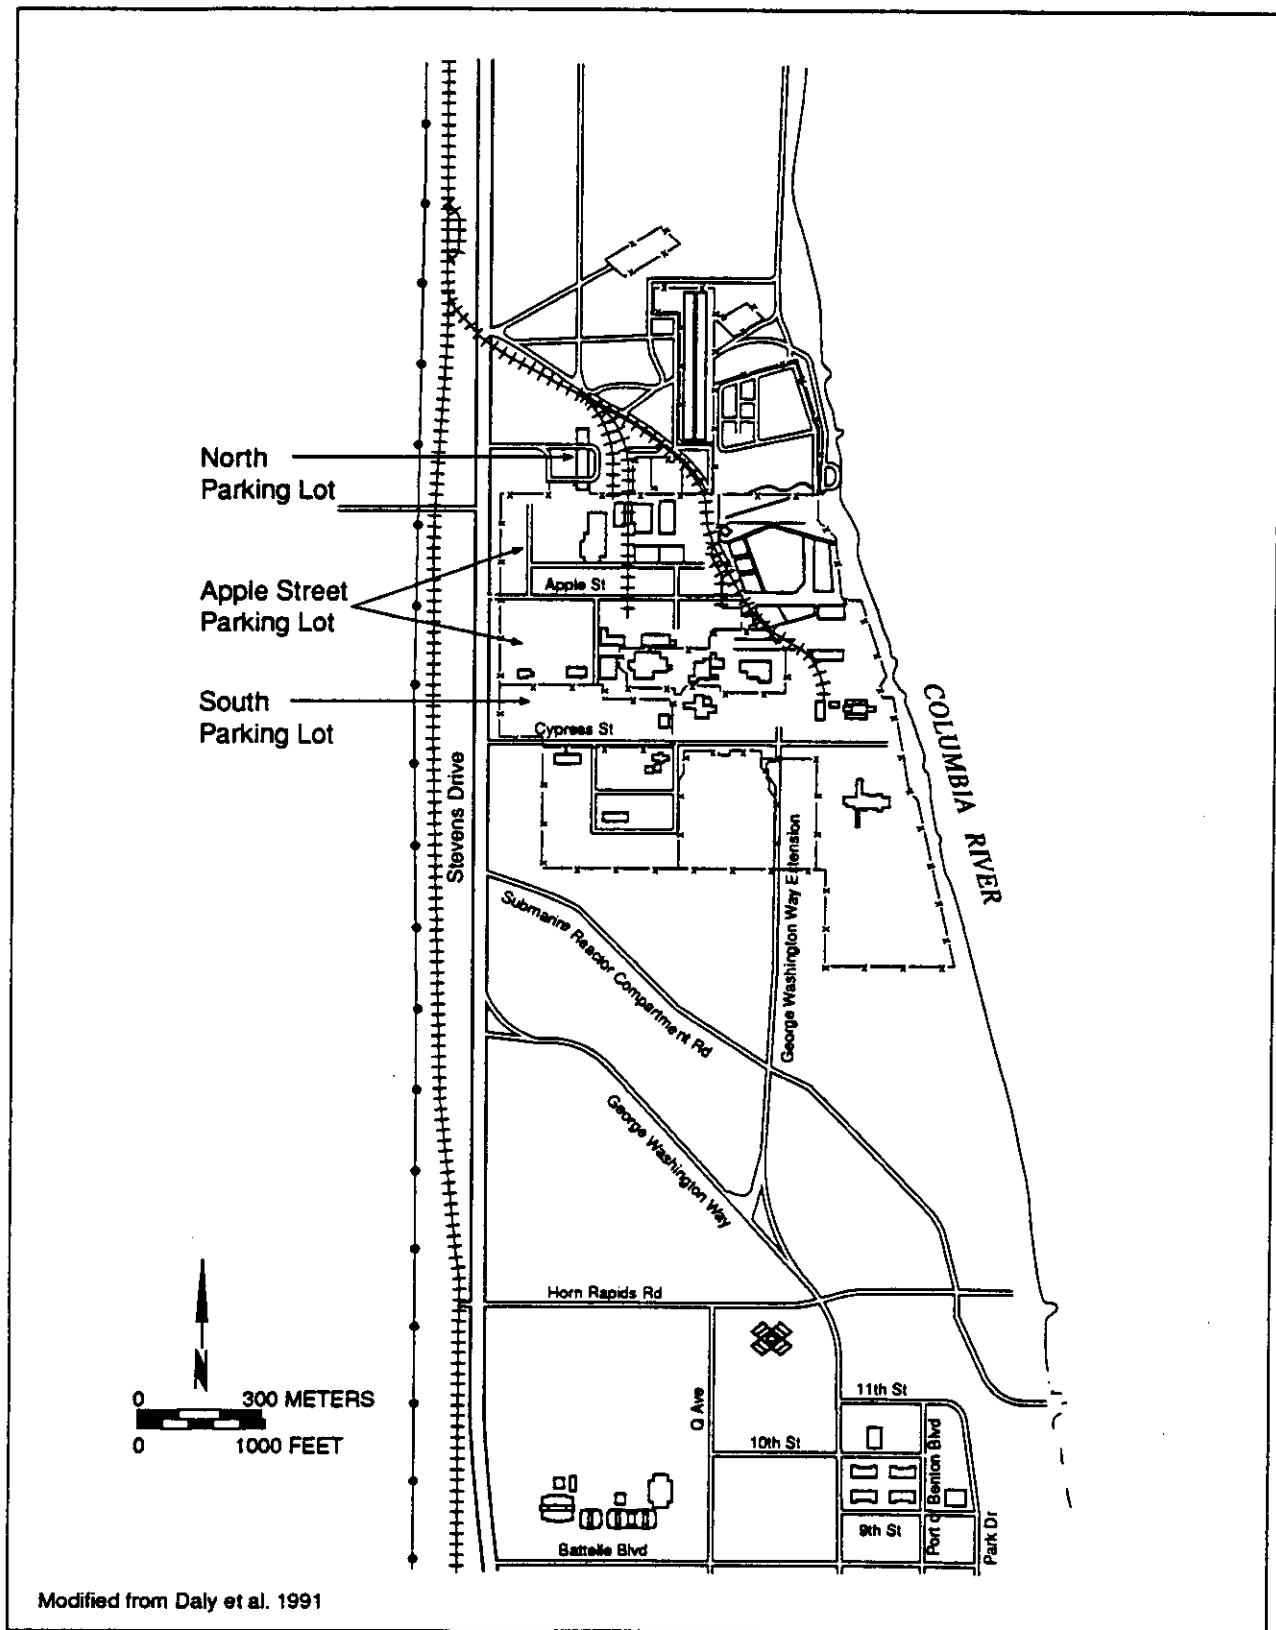 North
Parking Lot
Apple Street
Parking Lot
Apple St
South
Parking Lot
Cypress St
COLUMBIA RIVER
Stevens Drive
George Washington Way Extension
Submarine Reactor Compartment Rd
George Washington Way
Horn Rapids Rd
N
0 300 METERS
0 1000 FEET
Q Ave
11th St
10th St
Port of Benton Blvd
9th St
Park Dr
Battelle Blvd
Modified from Daly et al. 1991